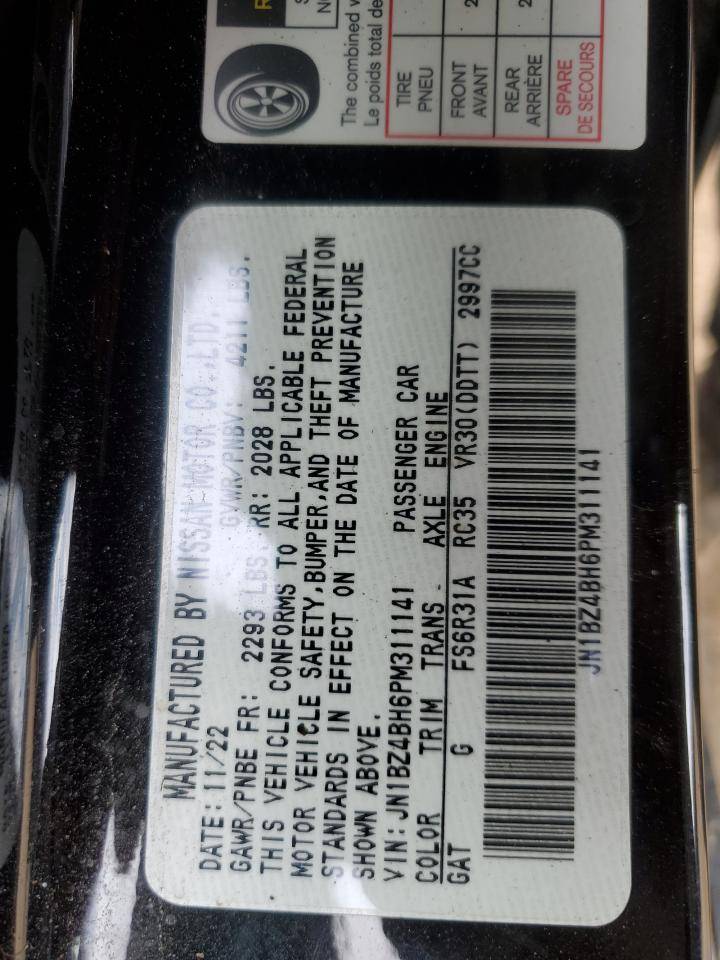 The combined
Le poids total de
TIRE
PNEU
FRONT
AVANT
REAR
ARRIÈRE
SPARE
DE SECOURS
MANUFACTURED BY NISSAN MOTOR CO.,LTD.
DATE: 11/22 GVWR/PNBV: 4211 LBS.
GAWR/PNBE FR: 2293 LBS. RR: 2028 LBS.
THIS VEHICLE CONFORMS TO ALL APPLICABLE FEDERAL
MOTOR VEHICLE SAFETY,BUMPER,AND THEFT PREVENTION
STANDARDS IN EFFECT ON THE DATE OF MANUFACTURE
SHOWN ABOVE.
VIN: JN1BZ4BH6PM311141 PASSENGER CAR
COLOR TRIM TRANS. AXLE ENGINE
GAT G FS6R31A RC35 VR30(DDTT) 2997CC
JN1BZ4BH6PM311141